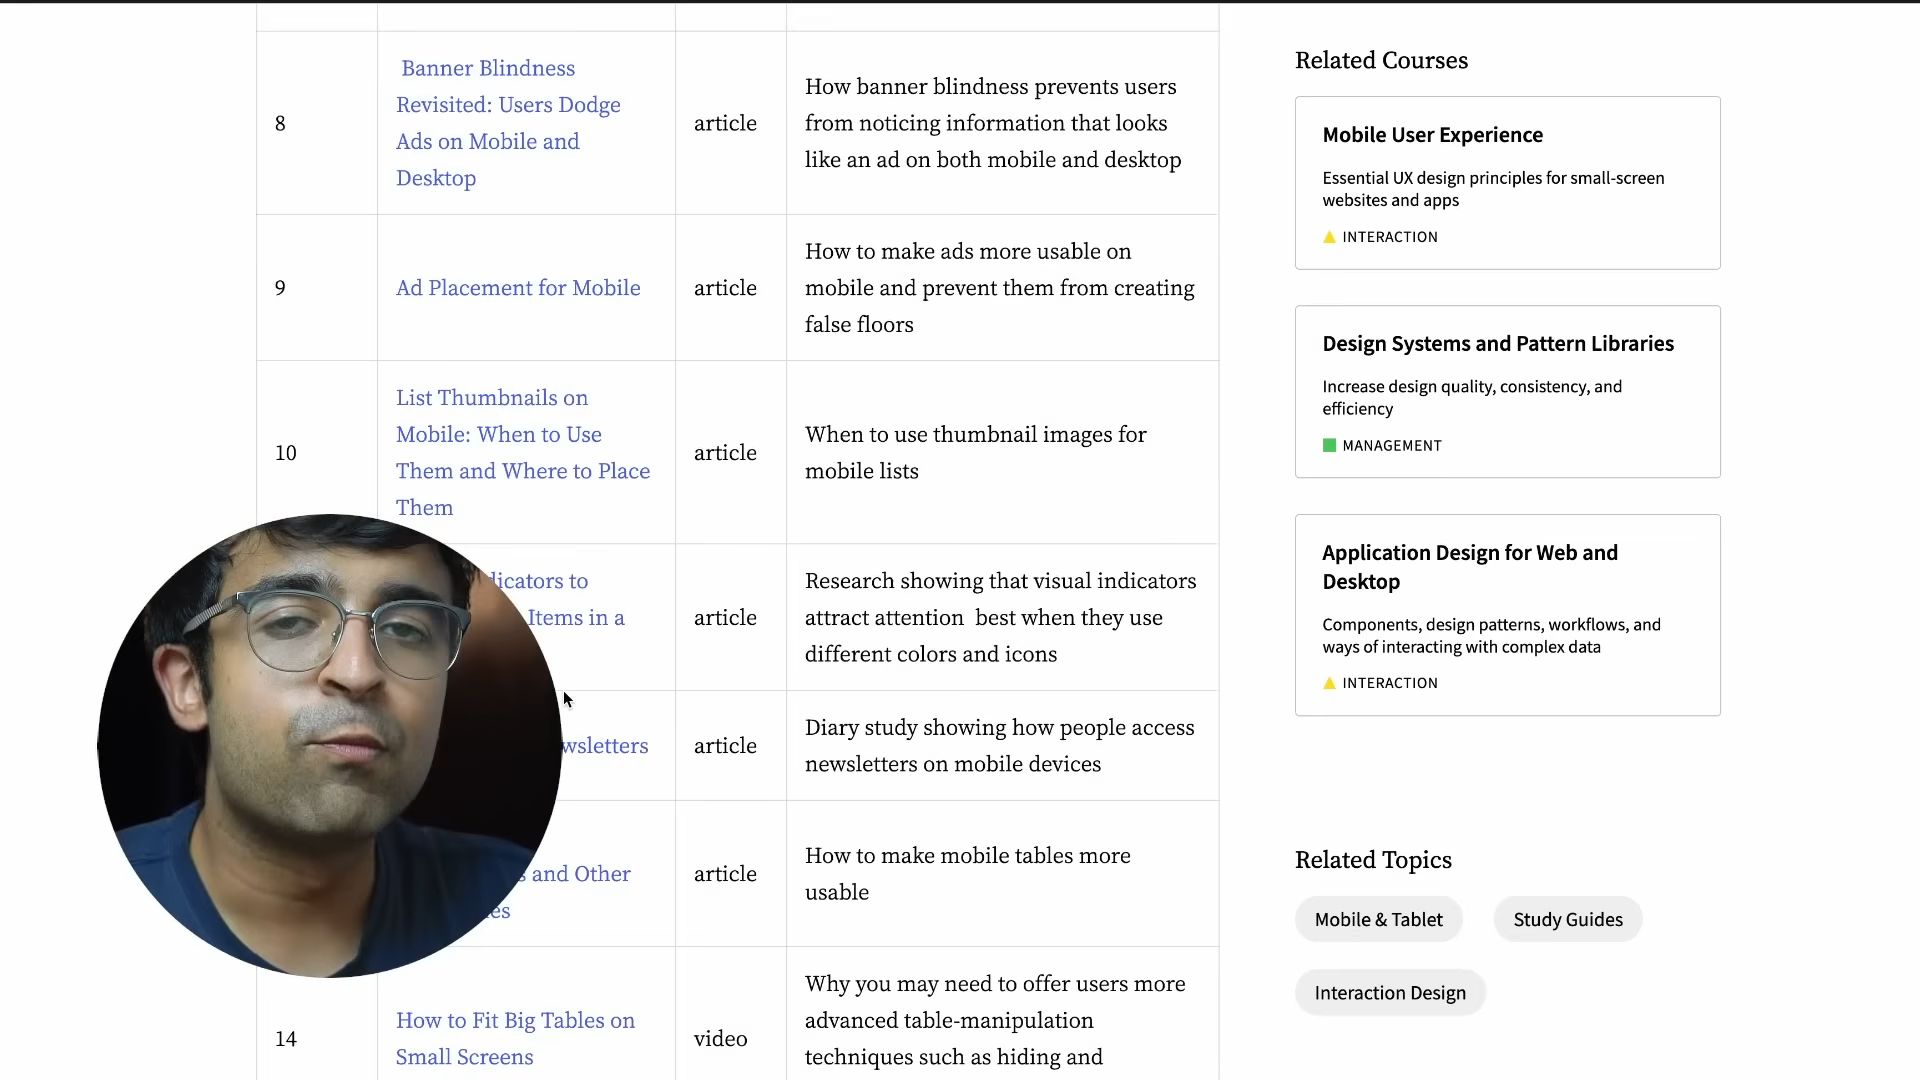 8
Banner Blindness
Revisited: Users Dodge
Ads on Mobile and
Desktop
article
How banner blindness prevents users
from noticing information that looks
like an ad on both mobile and desktop
9
Ad Placement for Mobile
article
How to make ads more usable on
mobile and prevent them from creating
false floors
10
List Thumbnails on
Mobile: When to Use
Them and Where to Place
Them
article
When to use thumbnail images for
mobile lists
to
Items in a
article
Research showing that visual indicators
attract attention best when they use
different colors and icons
article
Diary study showing how people access
newsletters on mobile devices
and Other
article
How to make mobile tables more
usable
14
How to Fit Big Tables on
Small Screens
video
Why you may need to offer users more
advanced table-manipulation
techniques such as hiding and
Related Courses
Mobile User Experience
Essential UX design principles for small-screen
websites and apps
INTERACTION
Design Systems and Pattern Libraries
Increase design quality, consistency, and
efficiency
MANAGEMENT
Application Design for Web and
Desktop
Components, design patterns, workflows, and
ways of interacting with complex data
INTERACTION
Related Topics
Mobile & Tablet
Study Guides
Interaction Design